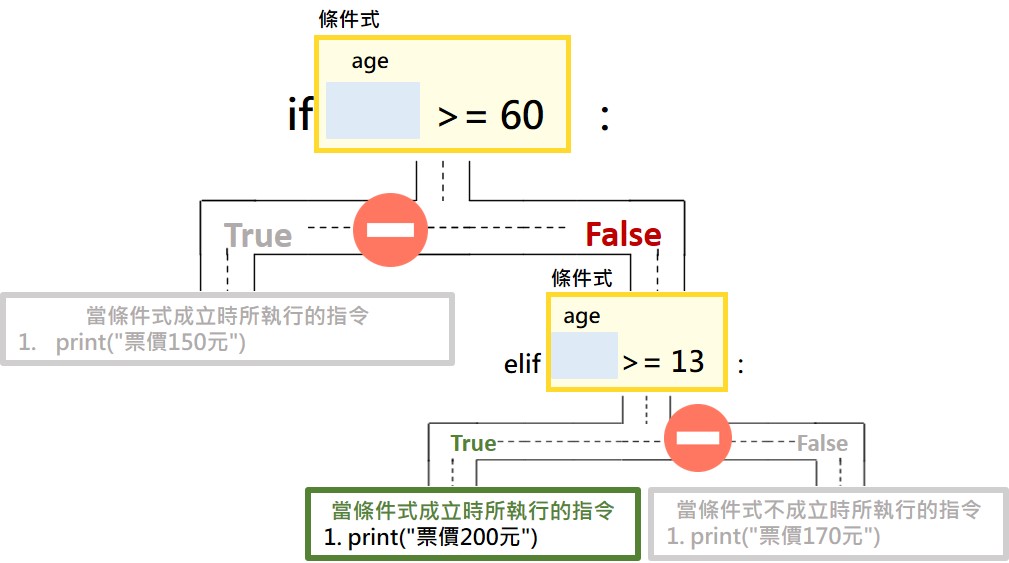 條件式
age
if >= 60 :
True False
條件式
當條件式成立時所執行的指令
1. print("票價150元")
age
elif >= 13 :
True False
當條件式成立時所執行的指令
1. print("票價200元")
當條件式不成立時所執行的指令
1. print("票價170元")